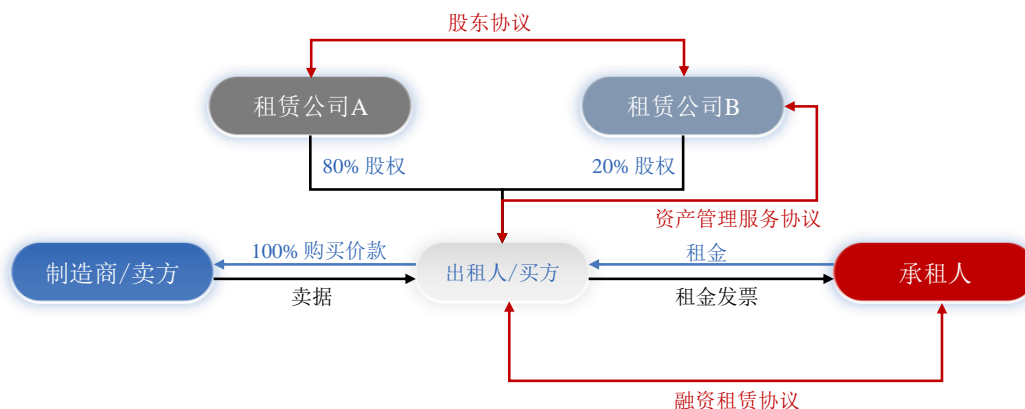 股东协议
租赁公司A
租赁公司B
80% 股权
20% 股权
资产管理服务协议
制造商/卖方
100% 购买价款
卖据
出租人/买方
租金
租金发票
承租人
融资租赁协议